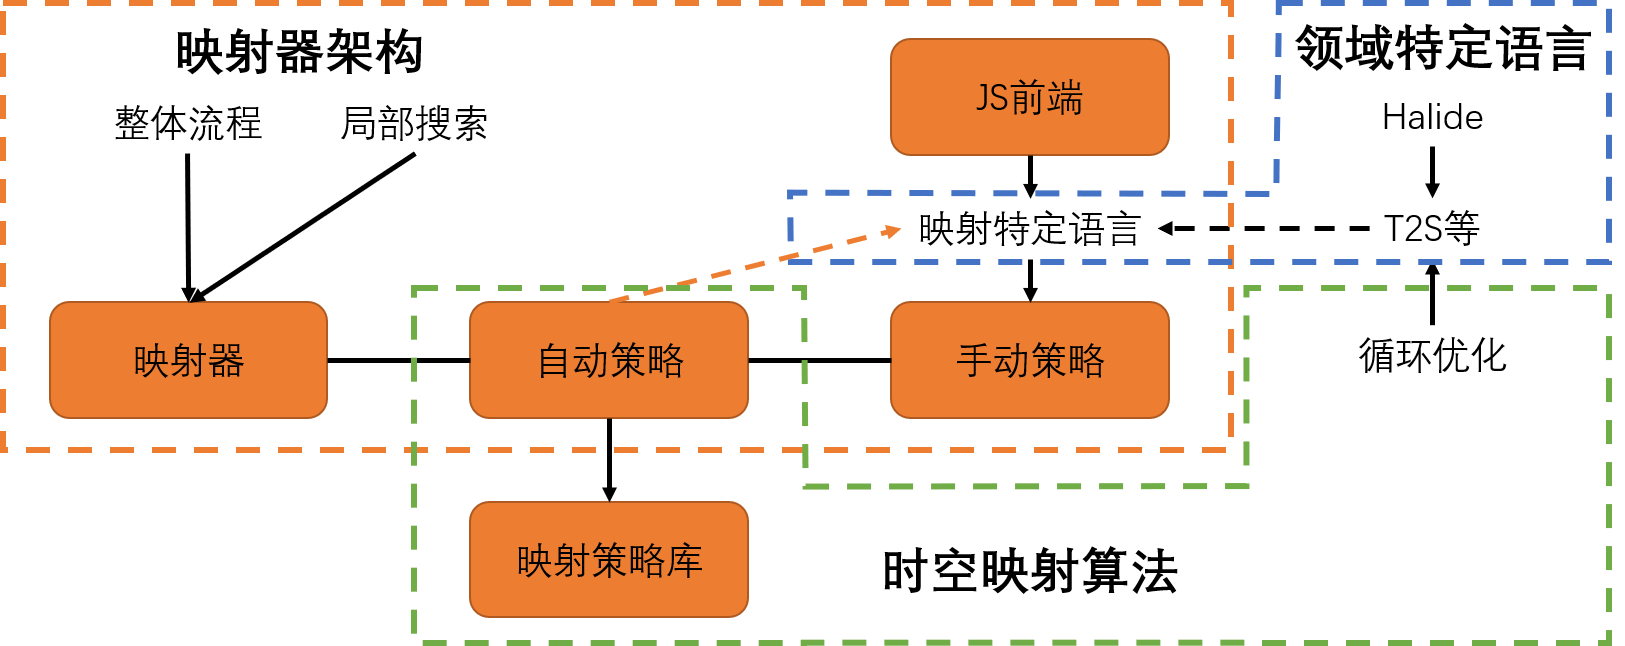 映射器架构
领域特定语言
整体流程
局部搜索
JS前端
Halide
映射特定语言
T2S等
映射器
自动策略
手动策略
循环优化
映射策略库
时空映射算法